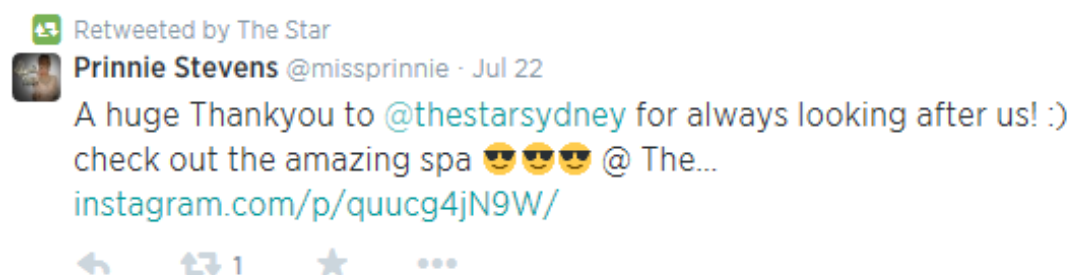 Retweeted by The Star
Prinnie Stevens @missprinnie · Jul 22
A huge Thankyou to @thestarsydney for always looking after us! :)
check out the amazing spa 😎😎😎 @ The...
instagram.com/p/quucg4jN9W/
1